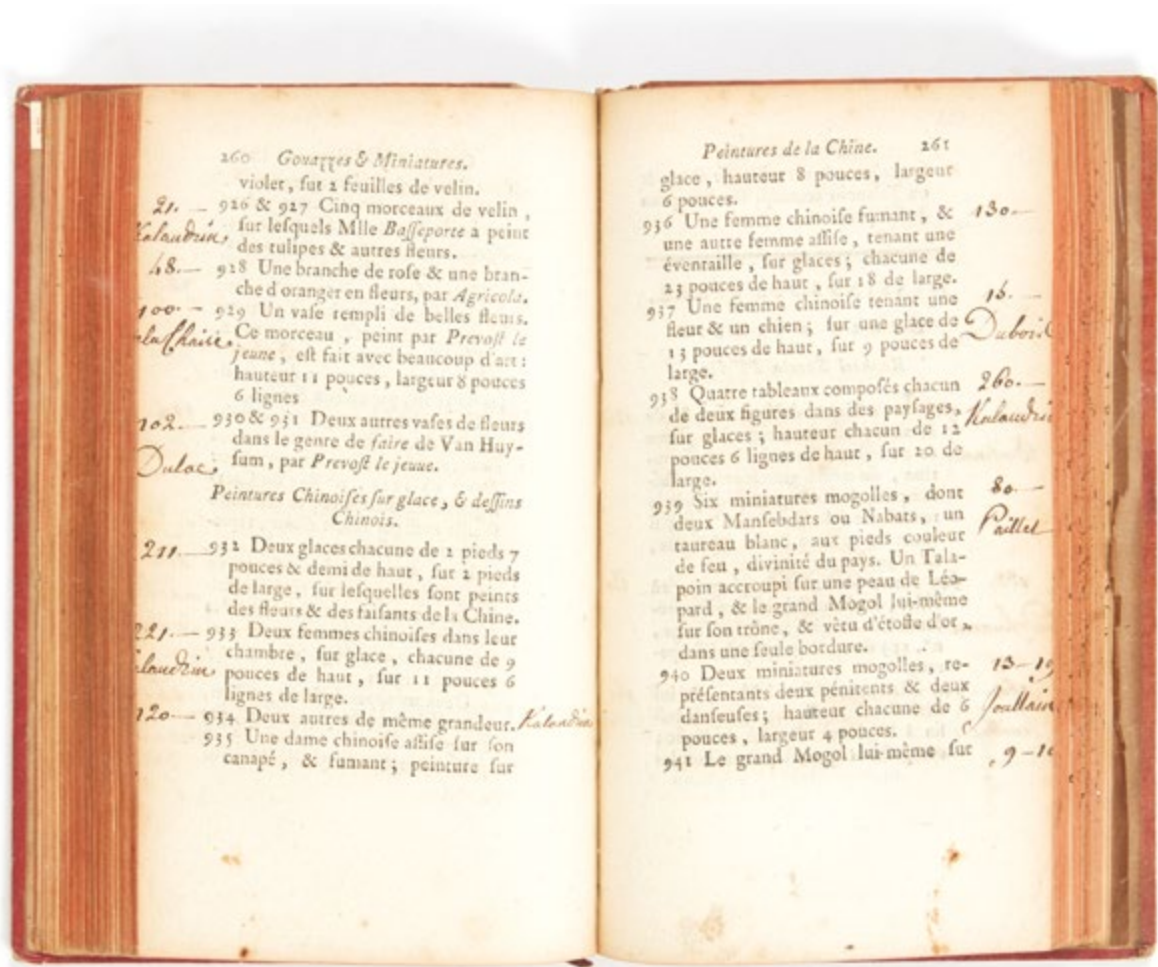 260 Gouazzes & Miniatures.
violet, sur 2 feuilles de velin.
21. — 926 & 927 Cinq morceaux de velin,
Kalandrin sur lesquels Mlle Basseporte a peint
des tulipes & autres fleurs.
48. — 928 Une branche de rose & une bran-
che d oranger en fleurs, par Agricola.
100. — 929 Un vase rempli de belles fleurs.
Ce morceau, peint par Prevost le
jeune, est fait avec beaucoup d'art :
hauteur 11 pouces, largeur 8 pouces
6 lignes
102. — 930 & 931 Deux autres vases de fleurs
dans le genre de faire de Van Huy-
Dulac sum, par Prevost le jeune.
Peintures Chinoises sur glace, & dessins
Chinois.
211. — 932 Deux glaces chacune de 2 pieds 7
pouces & demi de haut, sur 2 pieds
de large, sur lesquelles sont peints
des fleurs & des faisants de la Chine.
221. — 933 Deux femmes chinoises dans leur
chambre, sur glace, chacune de 9
pouces de haut, sur 11 pouces 6
lignes de large.
120 — 934 Deux autres de même grandeur. Kalandrin
935 Une dame chinoise assise sur son
canapé, & fumant ; peinture sur
Peintures de la Chine. 261
glace, hauteur 8 pouces, largeur
6 pouces.
936 Une femme chinoise fumant, & 130 —
une autre femme assise, tenant une
éventaille, sur glaces ; chacune de
23 pouces de haut, sur 18 de large.
937 Une femme chinoise tenant une 15. —
fleur & un chien ; sur une glace de Dubois
13 pouces de haut, sur 9 pouces de
large.
938 Quatre tableaux composés chacun 260. —
de deux figures dans des paysages, Kalandrin
sur glaces ; hauteur chacun de 12
pouces 6 lignes de haut, sur 20 de
large.
939 Six miniatures mogolles, dont 80 —
deux Mansebdars ou Nabats, un Paillet
taureau blanc, aux pieds couleur
de feu, divinité du pays. Un Tala-
poin accroupi sur une peau de Léo-
pard, & le grand Mogol lui-même
sur son trône, & vêtu d'étoffe d'or,
dans une seule bordure.
940 Deux miniatures mogolles, re- 13 — 19
présentants deux pénitents & deux
danseuses ; hauteur chacune de 6 Joullain
pouces, largeur 4 pouces.
941 Le grand Mogol lui-même sur 9 — 10